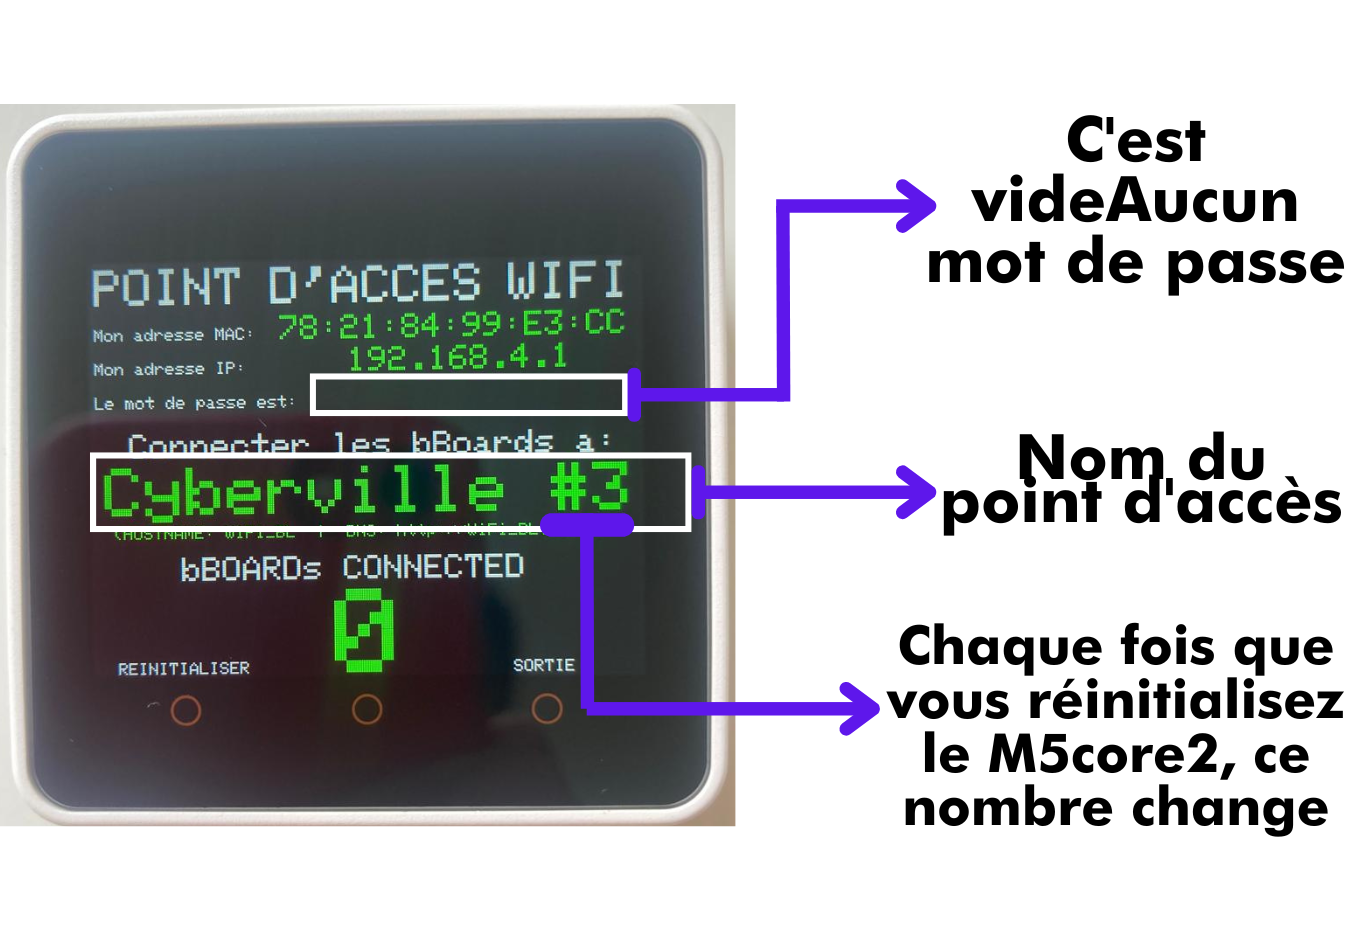 POINT D'ACCES WIFI
Mon adresse MAC: 78:21:84:99:E3:CC
Mon adresse IP: 192.168.4.1
Le mot de passe est:
Connecter les bBoards a:
Cyberville #3
(HOSTNAME: WIFI_BE
bBOARDs CONNECTED
0
REINITIALISER
SORTIE
C'est
videAucun
mot de passe
Nom du
point d'accès
Chaque fois que
vous réinitialisez
le M5core2, ce
nombre change